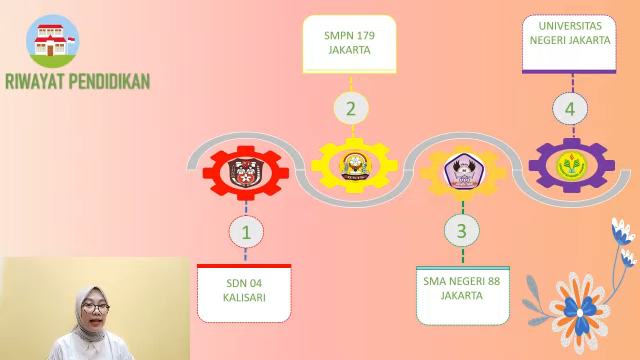 RIWAYAT PENDIDIKAN
1
SDN 04
KALISARI
SMPN 179
JAKARTA
2
3
SMA NEGERI 88
JAKARTA
UNIVERSITAS
NEGERI JAKARTA
4